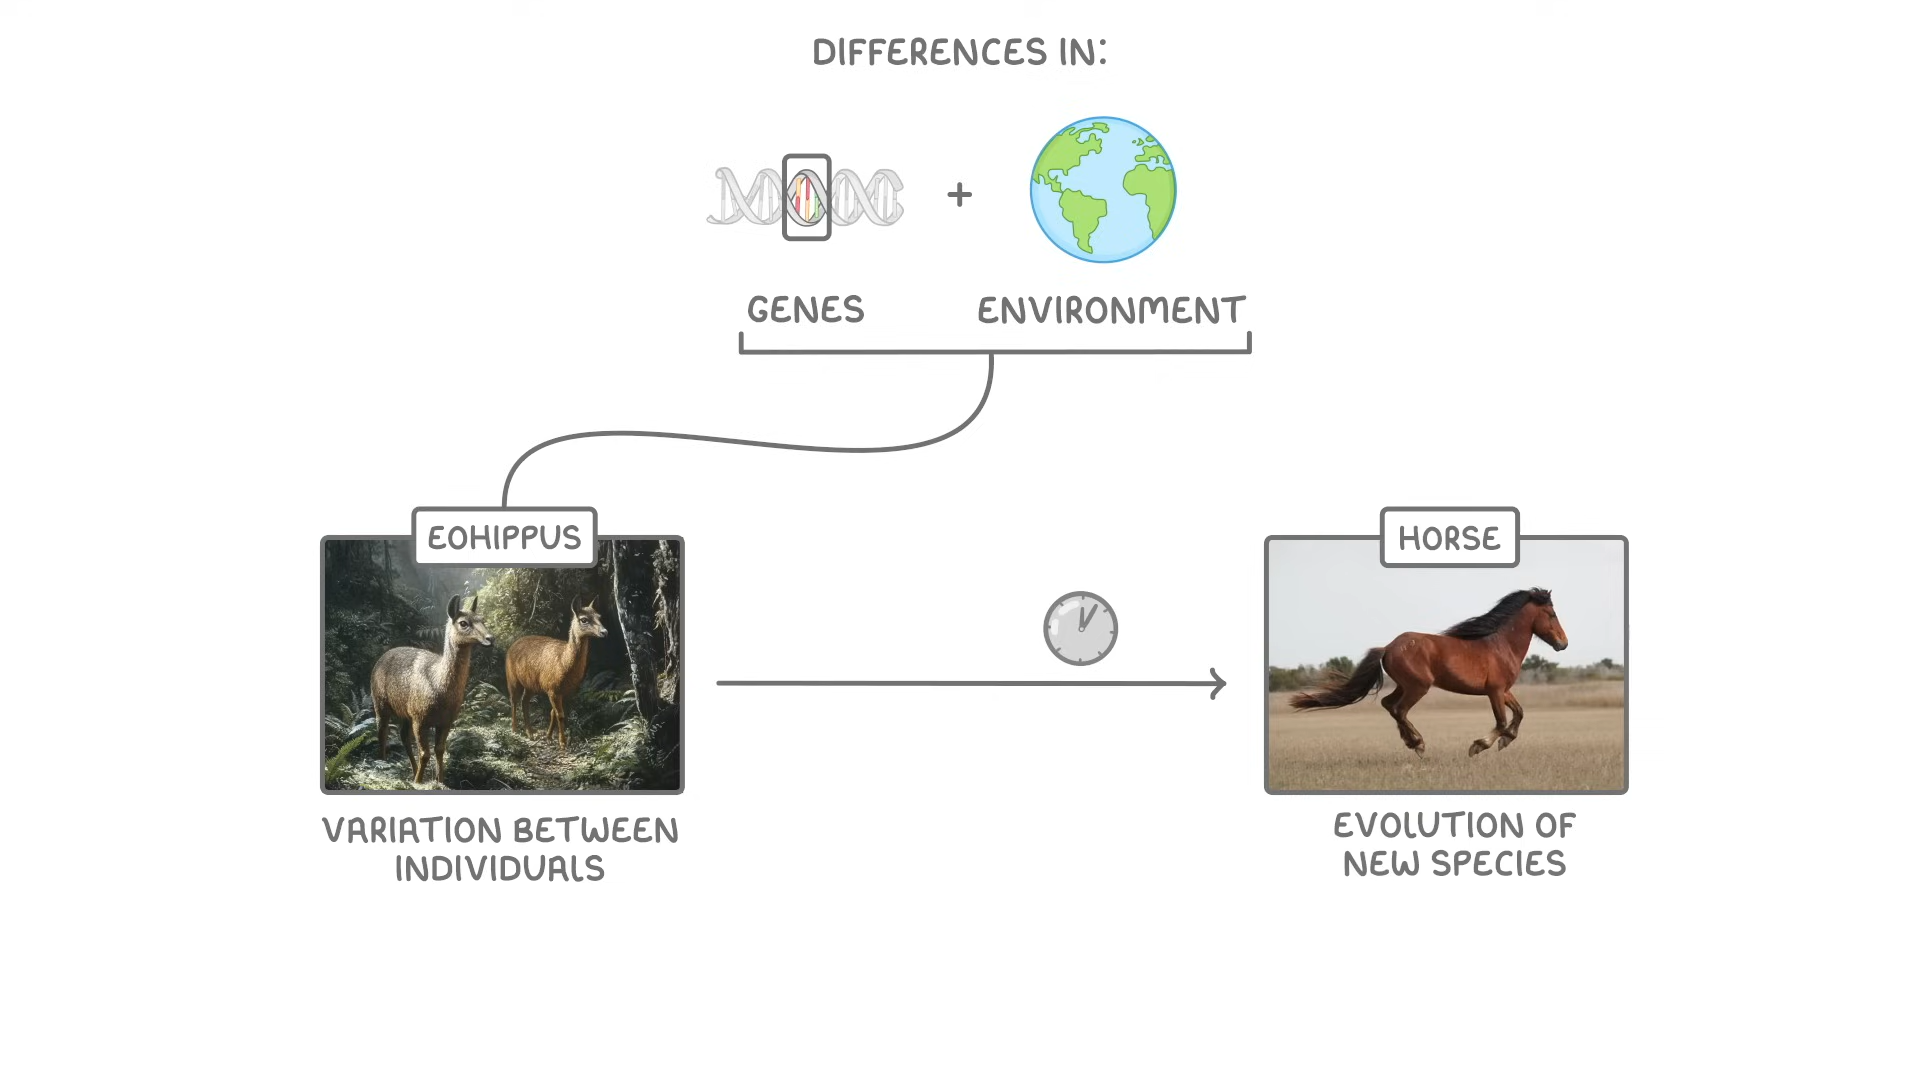 DIFFERENCES IN:
+
GENES
ENVIRONMENT
EOHIPPUS
HORSE
VARIATION BETWEEN
INDIVIDUALS
EVOLUTION OF
NEW SPECIES